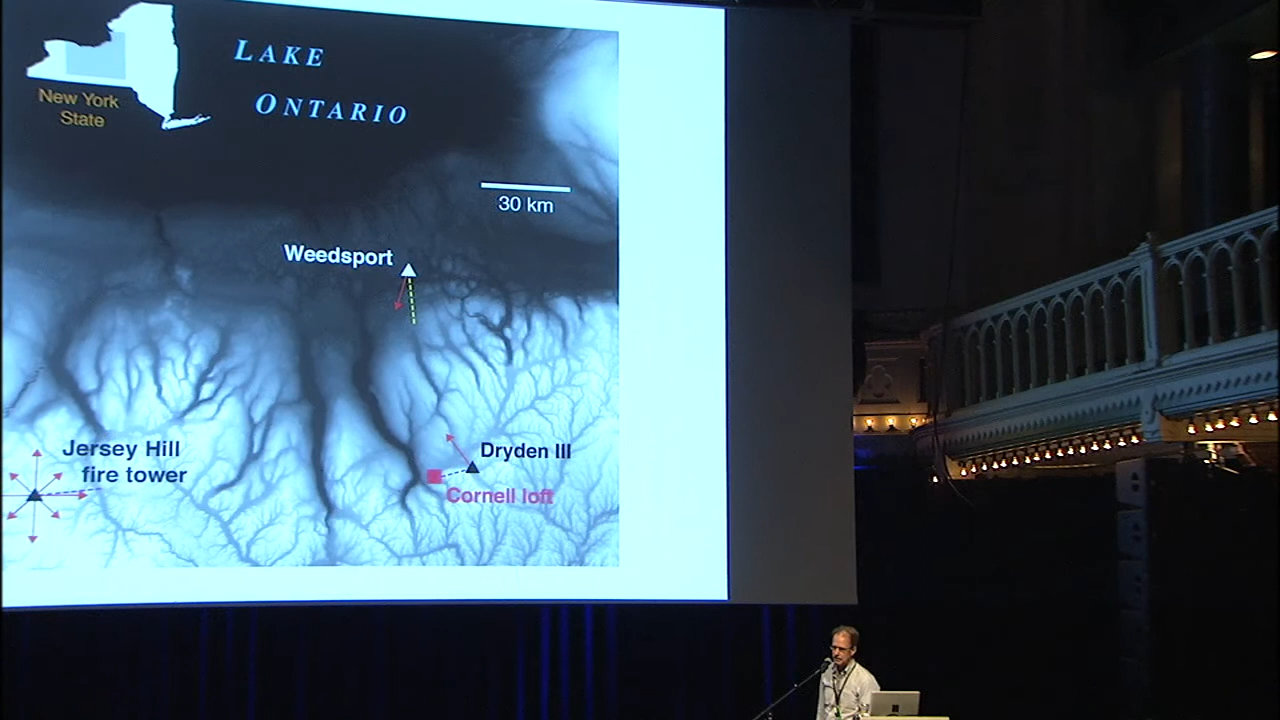 LAKE
ONTARIO
New York
State
30 km
Weedsport
Jersey Hill
fire tower
Dryden III
Cornell loft